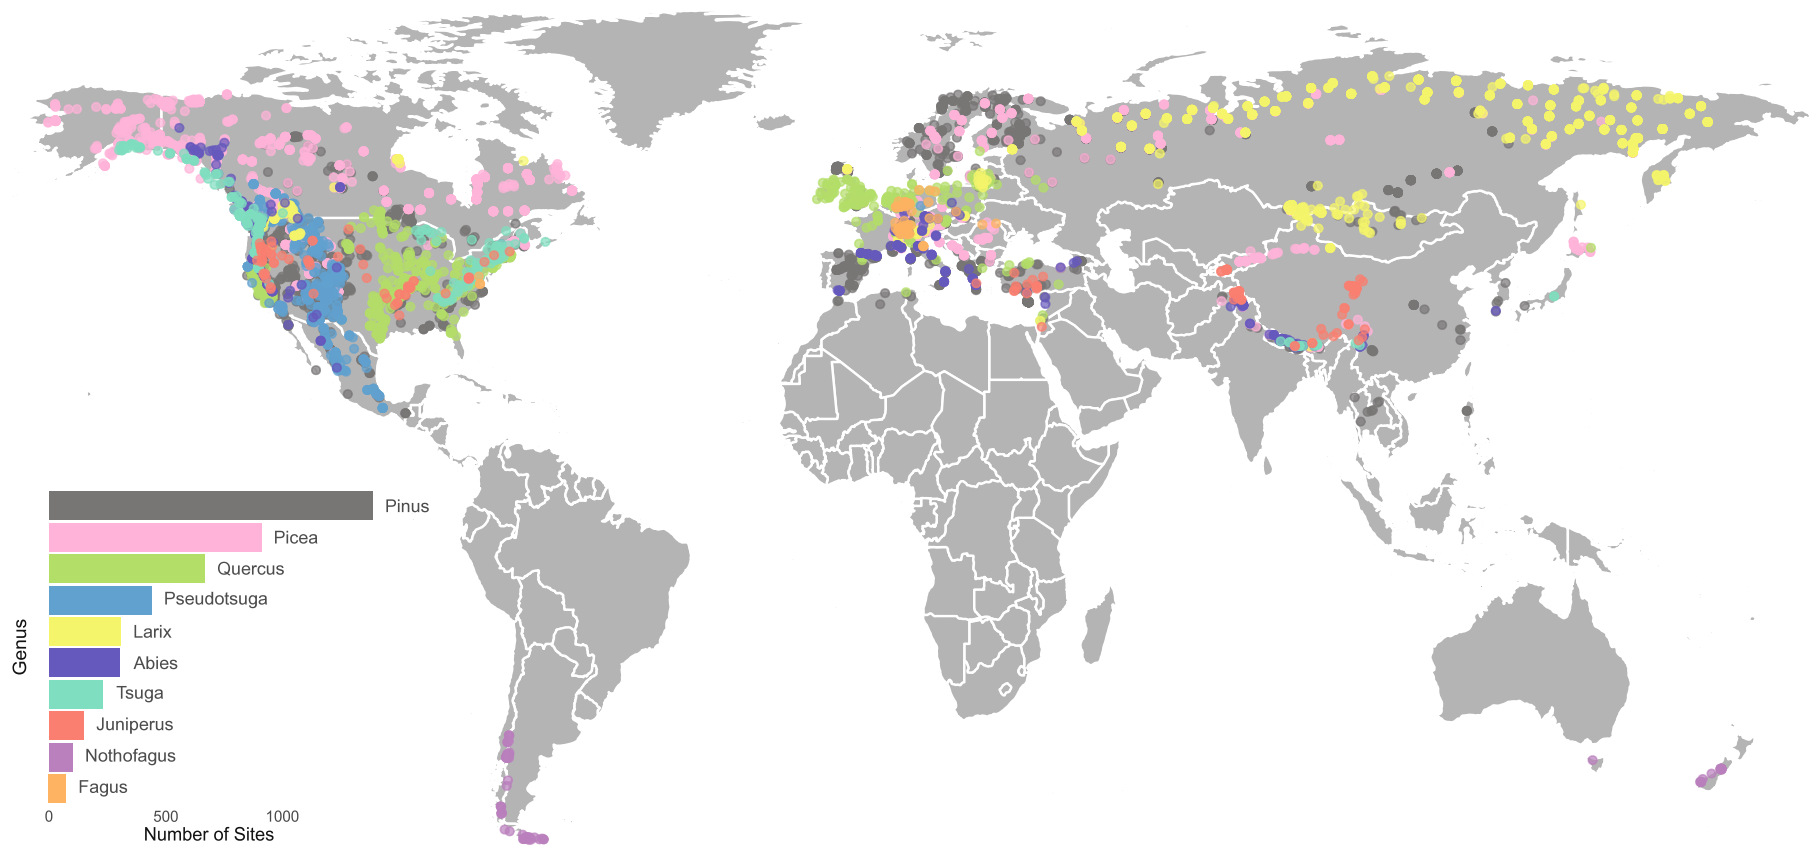 Pinus
Picea
Quercus
Pseudotsuga
Larix
Genus
Abies
Tsuga
Juniperus
Nothofagus
Fagus
0 500 1000
Number of Sites